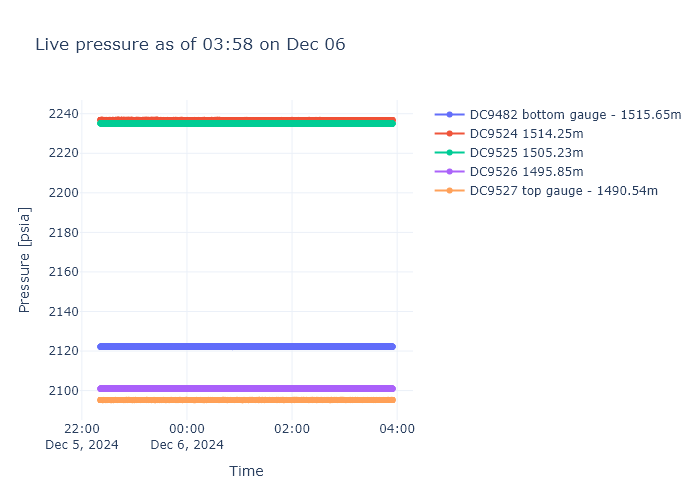 Live pressure as of 03:58 on Dec 06
2240
2220
2200
2180
2160
2140
2120
2100
Pressure [psia]
22:00
Dec 5, 2024
00:00
Dec 6, 2024
02:00
04:00
Time
DC9482 bottom gauge - 1515.65m
DC9524 1514.25m
DC9525 1505.23m
DC9526 1495.85m
DC9527 top gauge - 1490.54m